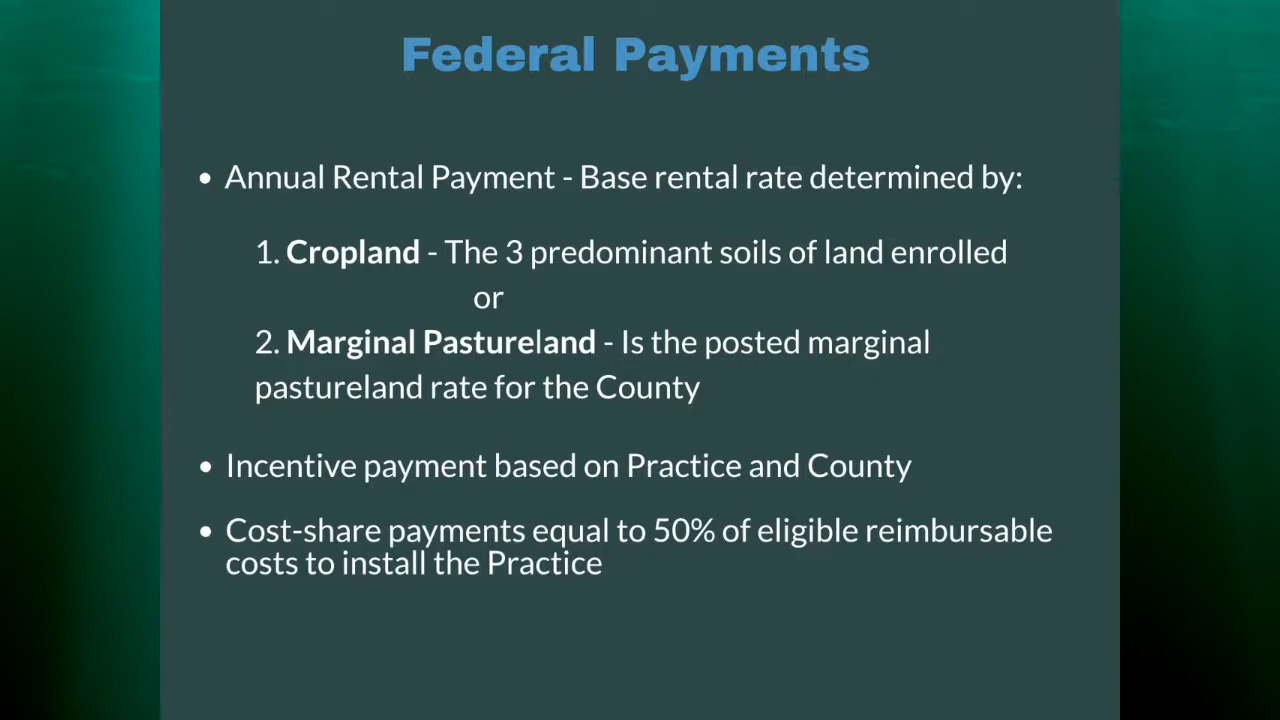 Federal Payments
• Annual Rental Payment - Base rental rate determined by:
1. Cropland - The 3 predominant soils of land enrolled
or
2. Marginal Pastureland - Is the posted marginal
pastureland rate for the County
• Incentive payment based on Practice and County
• Cost-share payments equal to 50% of eligible reimbursable
costs to install the Practice